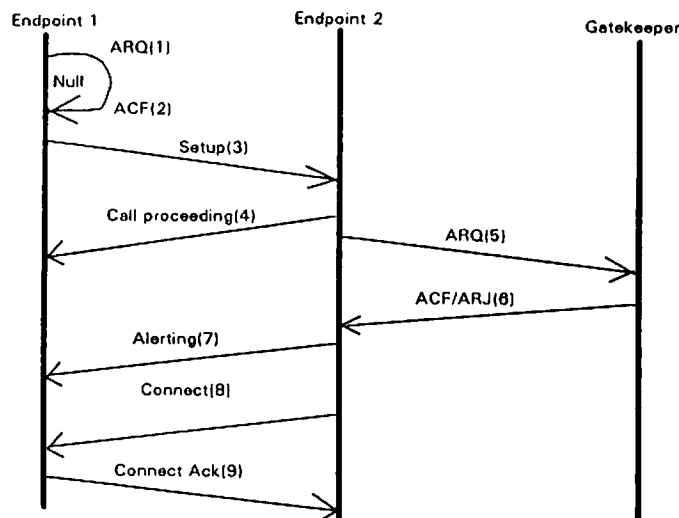 Endpoint 1
Endpoint 2
Gatekeeper
ARQ(1)
Null
ACF(2)
Setup(3)
Call proceeding(4)
ARQ(5)
ACF/ARJ(6)
Alerting(7)
Connect(8)
Connect Ack(9)